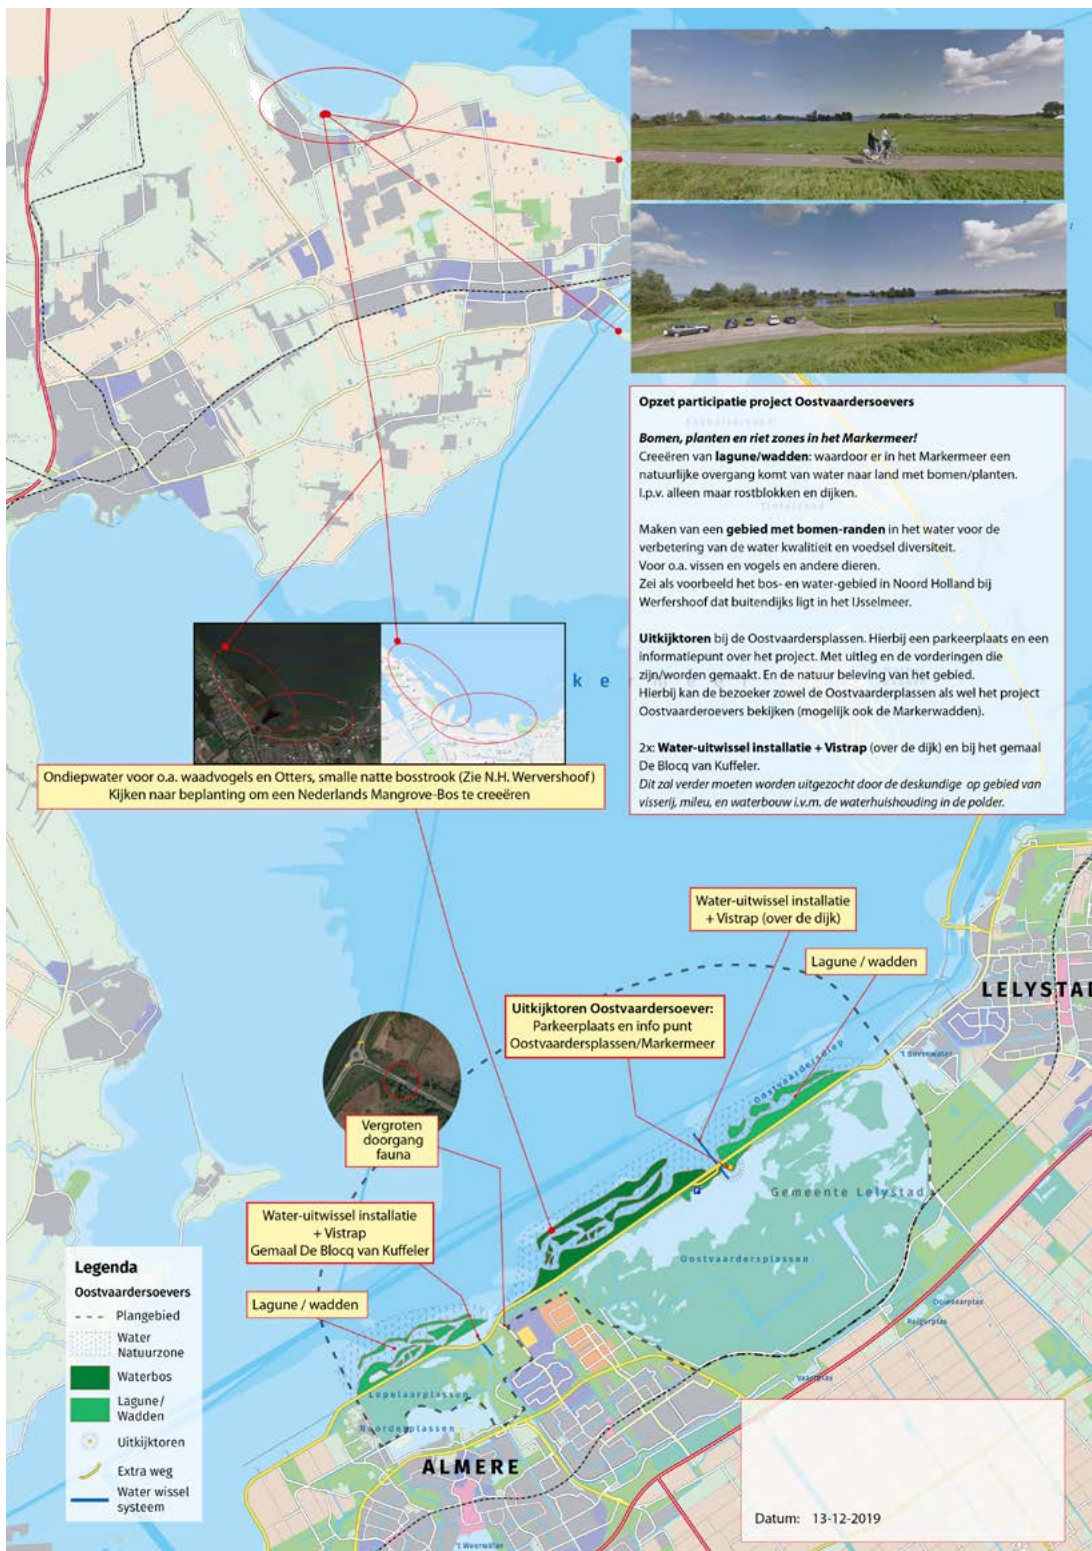 Opzet participatie project Oostvaardersoevers
Bomen, planten en riet zones in het Markermeer!
Creeëren van lagune/wadden: waardoor er in het Markermeer een
natuurlijke overgang komt van water naar land met bomen/planten.
I.p.v. alleen maar rostblokken en dijken.
Maken van een gebied met bomen-randen in het water voor de
verbetering van de water kwalitieit en voedsel diversiteit.
Voor o.a. vissen en vogels en andere dieren.
Zei als voorbeeld het bos- en water-gebied in Noord Holland bij
Werfershoof dat buitendijks ligt in het IJsselmeer.
Uitkijktoren bij de Oostvaardersplassen. Hierbij een parkeerplaats en een
informatiepunt over het project. Met uitleg en de vorderingen die
zijn/worden gemaakt. En de natuur beleving van het gebied.
Hierbij kan de bezoeker zowel de Oostvaarderplassen als wel het project
Oostvaarderoevers bekijken (mogelijk ook de Markerwadden).
2x: Water-uitwissel installatie + Vistrap (over de dijk) en bij het gemaal
De Blocq van Kuffeler.
Dit zal verder moeten worden uitgezocht door de deskundige op gebied van
visserij, mileu, en waterbouw i.v.m. de waterhuishouding in de polder.
k e
Ondiepwater voor o.a. waadvogels en Otters, smalle natte bosstrook (Zie N.H. Wervershoof)
Kijken naar beplanting om een Nederlands Mangrove-Bos te creeëren
Water-uitwissel installatie
+ Vistrap (over de dijk)
Lagune / wadden
LELYSTAD
Uitkijktoren Oostvaardersoever:
Parkeerplaats en info punt
Oostvaardersplassen/Markermeer
't Bovenwater
Oostvaardersdiep
Vergroten
doorgang
fauna
P
Gemeente Lelystad
Water-uitwissel installatie
+ Vistrap
Gemaal De Blocq van Kuffeler
Oostvaardersplassen
Lagune / wadden
Reigerplas
Vaartplas
Lepelaarplassen
Noorderplassen
ALMERE
't Weerwater
Legenda
Oostvaardersoevers
Plangebied
Water
Natuurzone
Waterbos
Lagune/
Wadden
Uitkijktoren
Extra weg
Water wissel
systeem
Datum: 13-12-2019